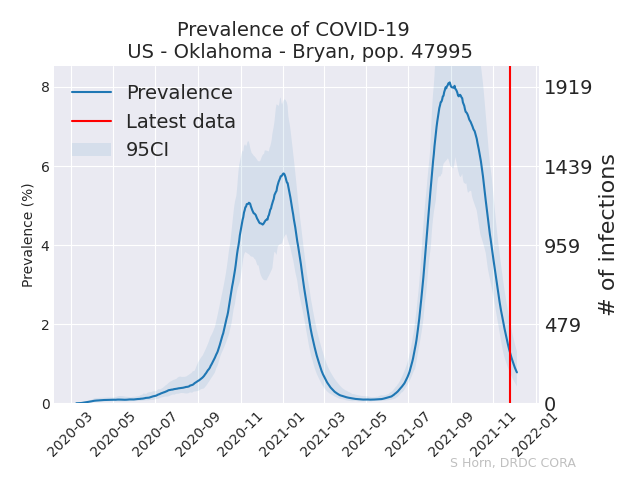 Prevalence of COVID-19
US - Oklahoma - Bryan, pop. 47995
Prevalence
Latest data
95CI
Prevalence (%)
8
6
4
2
0
1919
1439
959
479
0
# of infections
2020-03
2020-05
2020-07
2020-09
2020-11
2021-01
2021-03
2021-05
2021-07
2021-09
2021-11
2022-01
S Horn, DRDC CORA